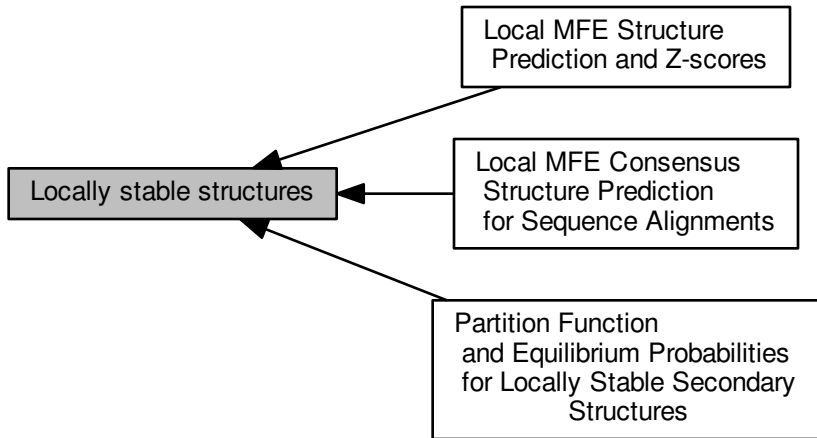 Local MFE Structure
Prediction and Z-scores
Locally stable structures
Local MFE Consensus
Structure Prediction
for Sequence Alignments
Partition Function
and Equilibrium Probabilities
for Locally Stable Secondary
Structures